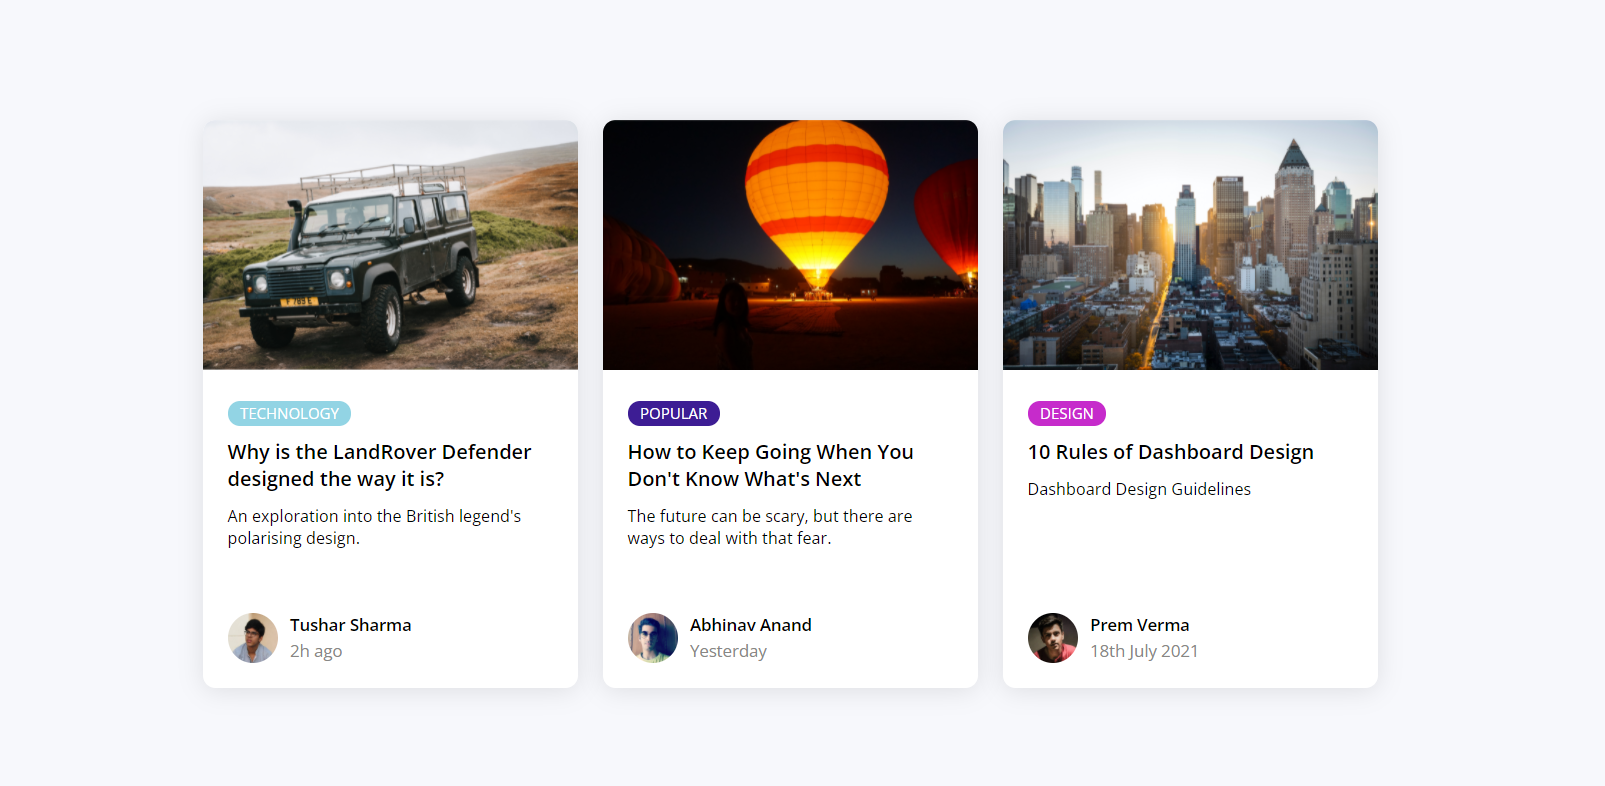 TECHNOLOGY
Why is the LandRover Defender
designed the way it is?
An exploration into the British legend's
polarising design.
Tushar Sharma
2h ago
POPULAR
How to Keep Going When You
Don't Know What's Next
The future can be scary, but there are
ways to deal with that fear.
Abhinav Anand
Yesterday
DESIGN
10 Rules of Dashboard Design
Dashboard Design Guidelines
Prem Verma
18th July 2021